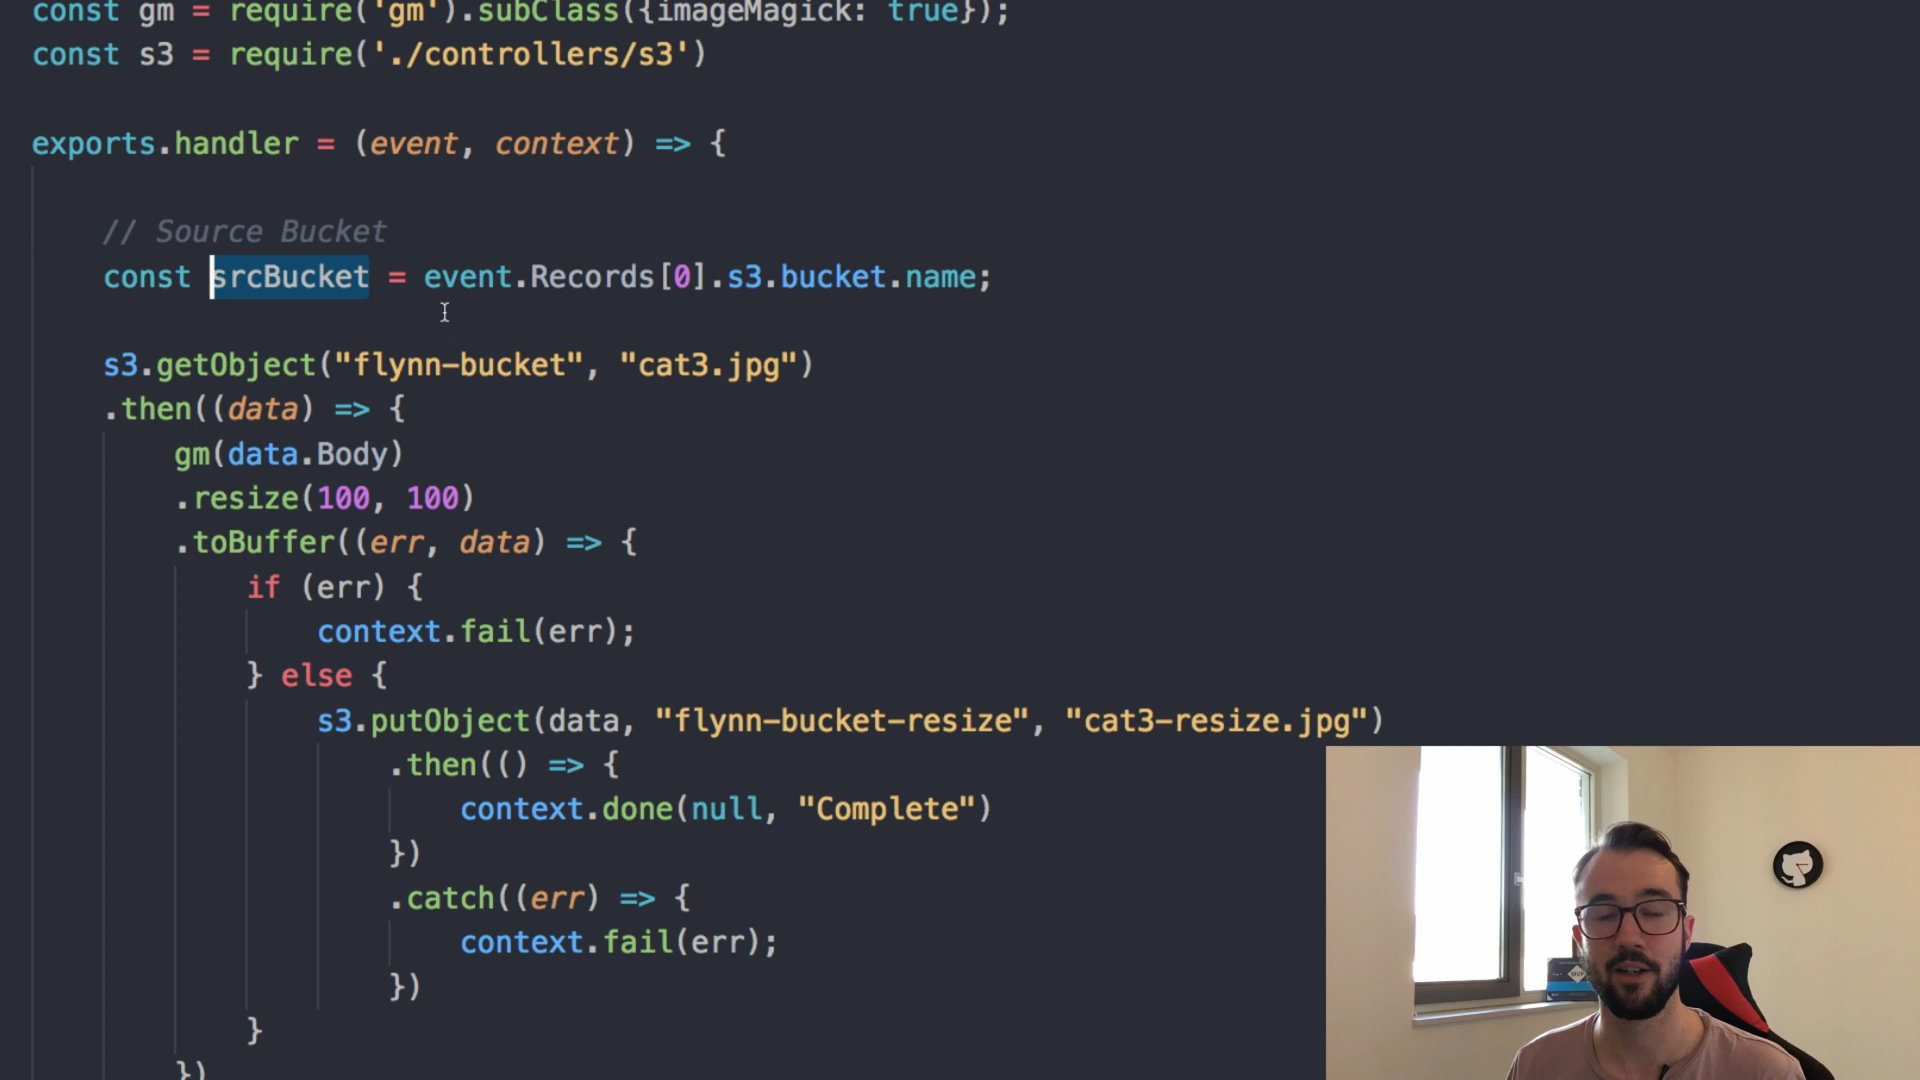 const gm = require('gm').subClass({imageMagick: true});
const s3 = require('./controllers/s3')
exports.handler = (event, context) => {
// Source Bucket
const srcBucket = event.Records[0].s3.bucket.name;
s3.getObject("flynn-bucket", "cat3.jpg")
.then((data) => {
gm(data.Body)
.resize(100, 100)
.toBuffer((err, data) => {
if (err) {
context.fail(err);
} else {
s3.putObject(data, "flynn-bucket-resize", "cat3-resize.jpg")
.then(() => {
context.done(null, "Complete")
})
.catch((err) => {
context.fail(err);
})
}
})
MVP